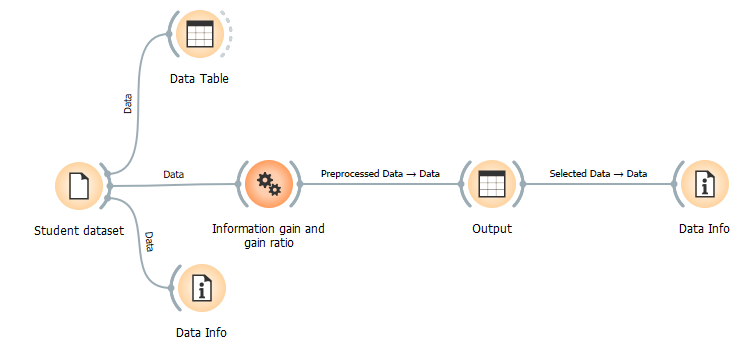 Data Table
Data
Data
Preprocessed Data → Data
Selected Data → Data
Student dataset
Information gain and
gain ratio
Output
Data Info
Data
Data Info